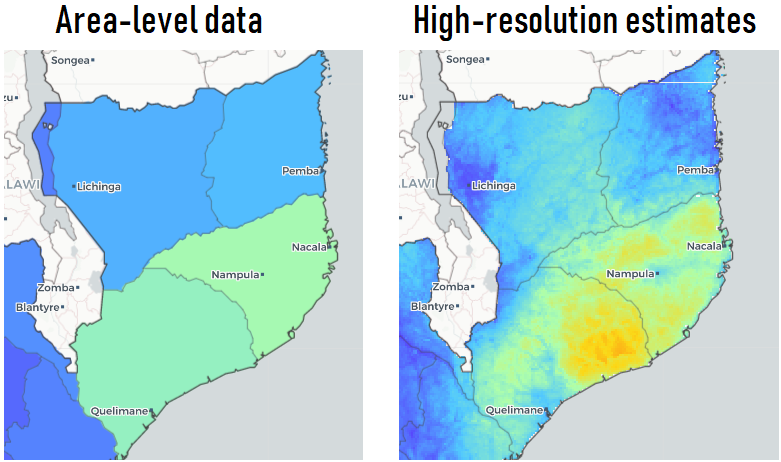 Area-level data
High-resolution estimates
Songea
zu
LAWI
Lichinga
Pemba
Nacala
Nampula
Zomba
Blantyre
Quelimane
Songea
zu
LAWI
Lichinga
Pemba
Nacala
Nampula
Zomba
Blantyre
Quelimane